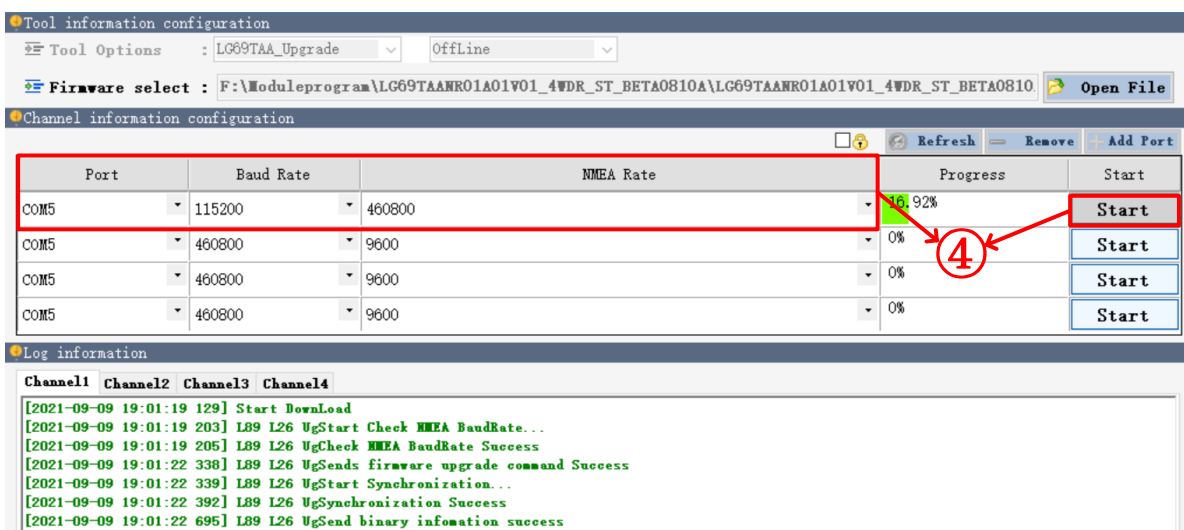 Tool information configuration
Tool Options : LG69TAA_Upgrade OffLine
Firmware select : F:\Moduleprogram\LG69TAANR01A01V01_4WDR_ST_BETA0810A\LG69TAANR01A01V01_4WDR_ST_BETA0810. Open File
Channel information configuration
Refresh Remove Add Port
Port Baud Rate NMEA Rate Progress Start
COM5 115200 460800 16.92% Start
COM5 460800 9600 0% Start
④
COM5 460800 9600 0% Start
COM5 460800 9600 0% Start
Log information
Channel1 Channel2 Channel3 Channel4
[2021-09-09 19:01:19 129] Start DownLoad
[2021-09-09 19:01:19 203] L89 L26 UgStart Check NMEA BaudRate...
[2021-09-09 19:01:19 205] L89 L26 UgCheck NMEA BaudRate Success
[2021-09-09 19:01:22 338] L89 L26 UgSends firmware upgrade command Success
[2021-09-09 19:01:22 339] L89 L26 UgStart Synchronization...
[2021-09-09 19:01:22 392] L89 L26 UgSynchronization Success
[2021-09-09 19:01:22 695] L89 L26 UgSend binary infomation success